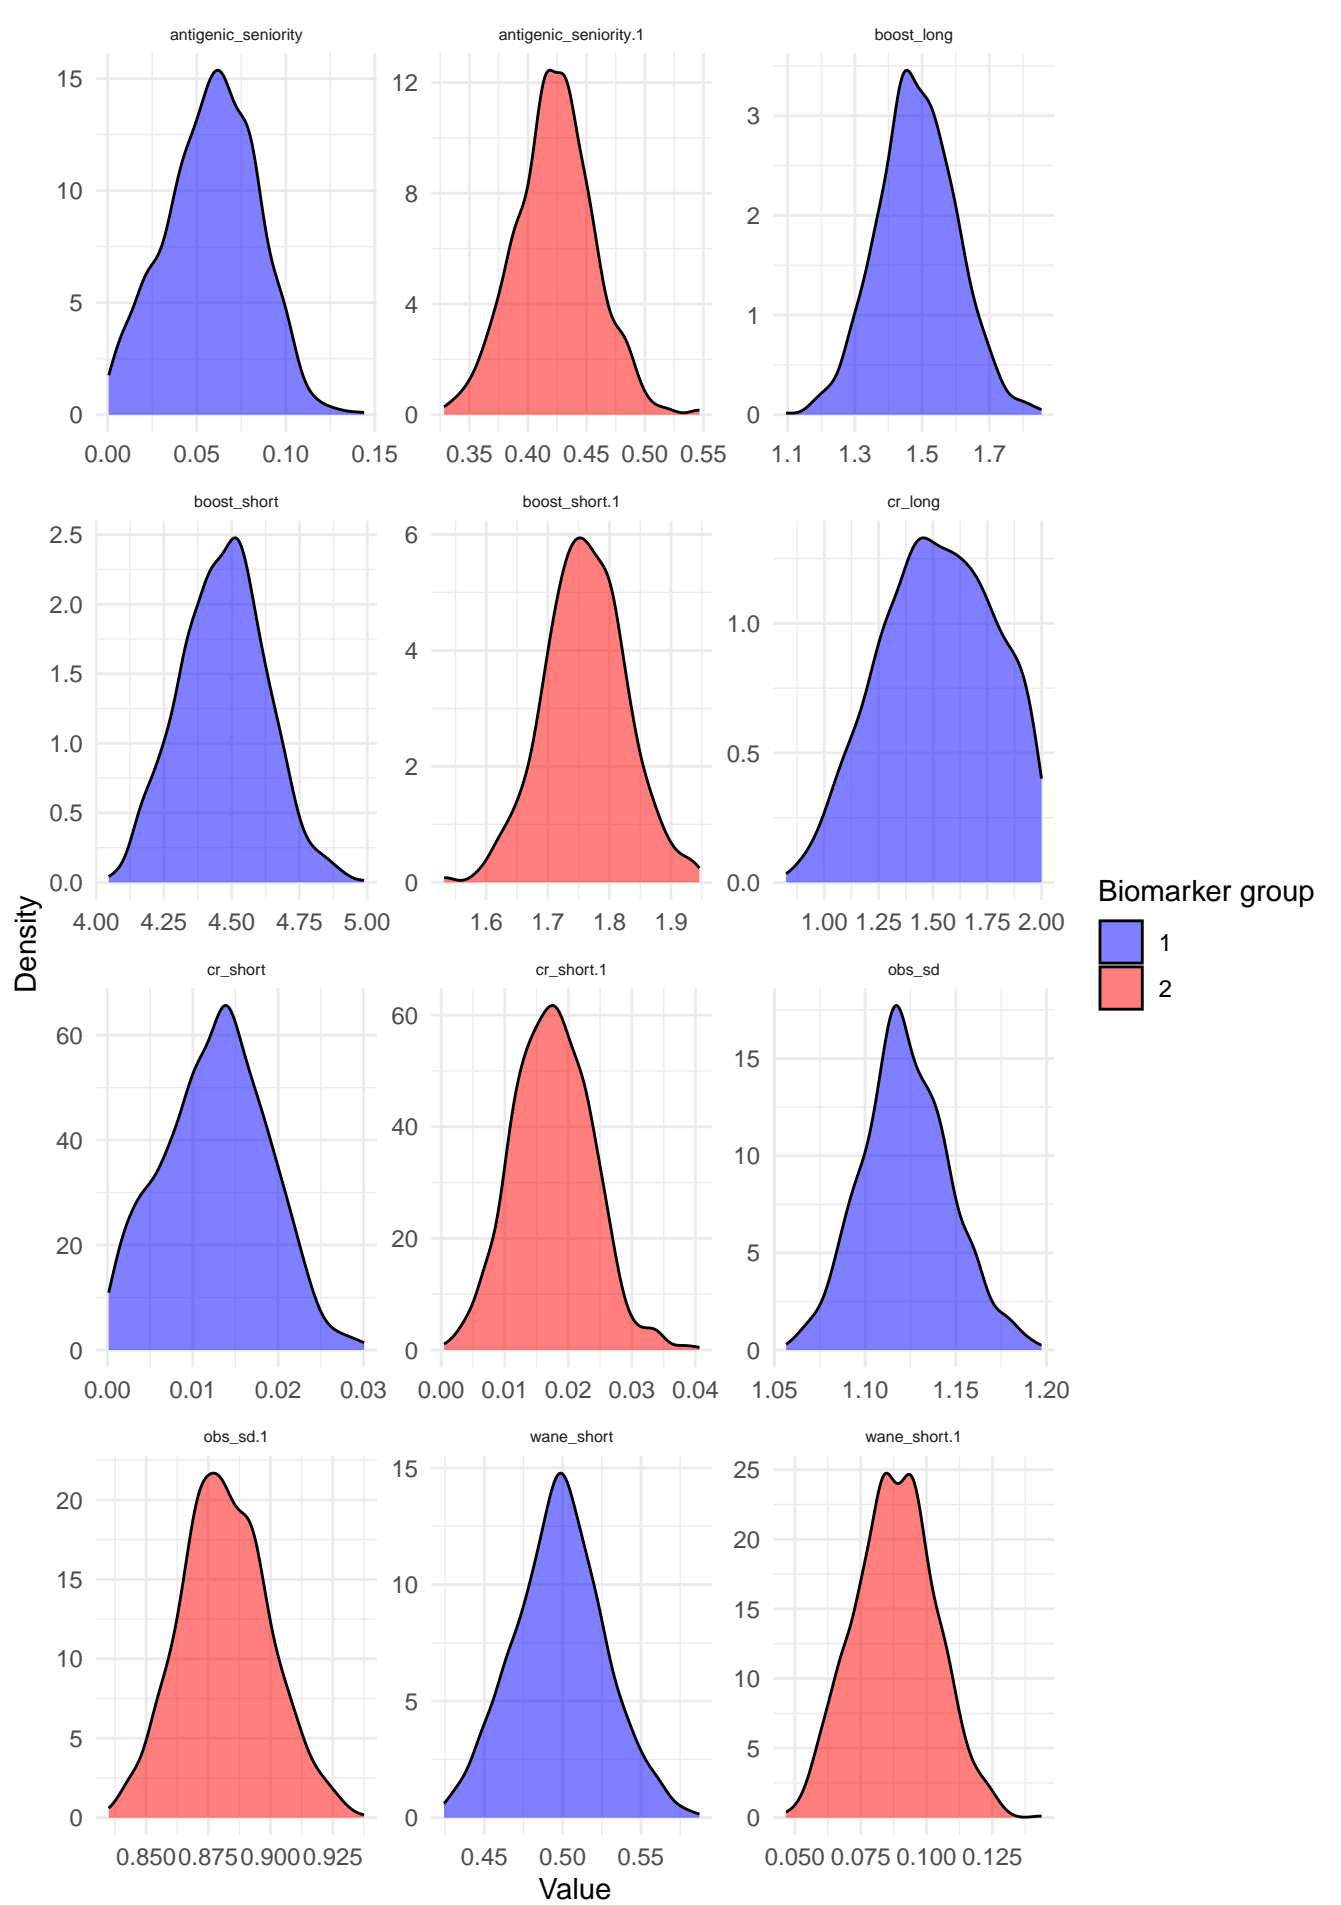 antigenic_seniority
antigenic_seniority.1
boost_long
15
10
5
0
0.00 0.05 0.10 0.15
12
8
4
0
0.35 0.40 0.45 0.50 0.55
3
2
1
0
1.1 1.3 1.5 1.7
boost_short
boost_short.1
cr_long
2.5
2.0
1.5
1.0
0.5
0.0
4.00 4.25 4.50 4.75 5.00
6
4
2
0
1.6 1.7 1.8 1.9
1.0
0.5
0.0
1.00 1.25 1.50 1.75 2.00
Density
Biomarker group
1
2
cr_short
cr_short.1
obs_sd
60
40
20
0
0.00 0.01 0.02 0.03
60
40
20
0
0.00 0.01 0.02 0.03 0.04
15
10
5
0
1.05 1.10 1.15 1.20
obs_sd.1
wane_short
wane_short.1
20
15
10
5
0
0.850 0.875 0.900 0.925
15
10
5
0
0.45 0.50 0.55
25
20
15
10
5
0
0.050 0.075 0.100 0.125
Value